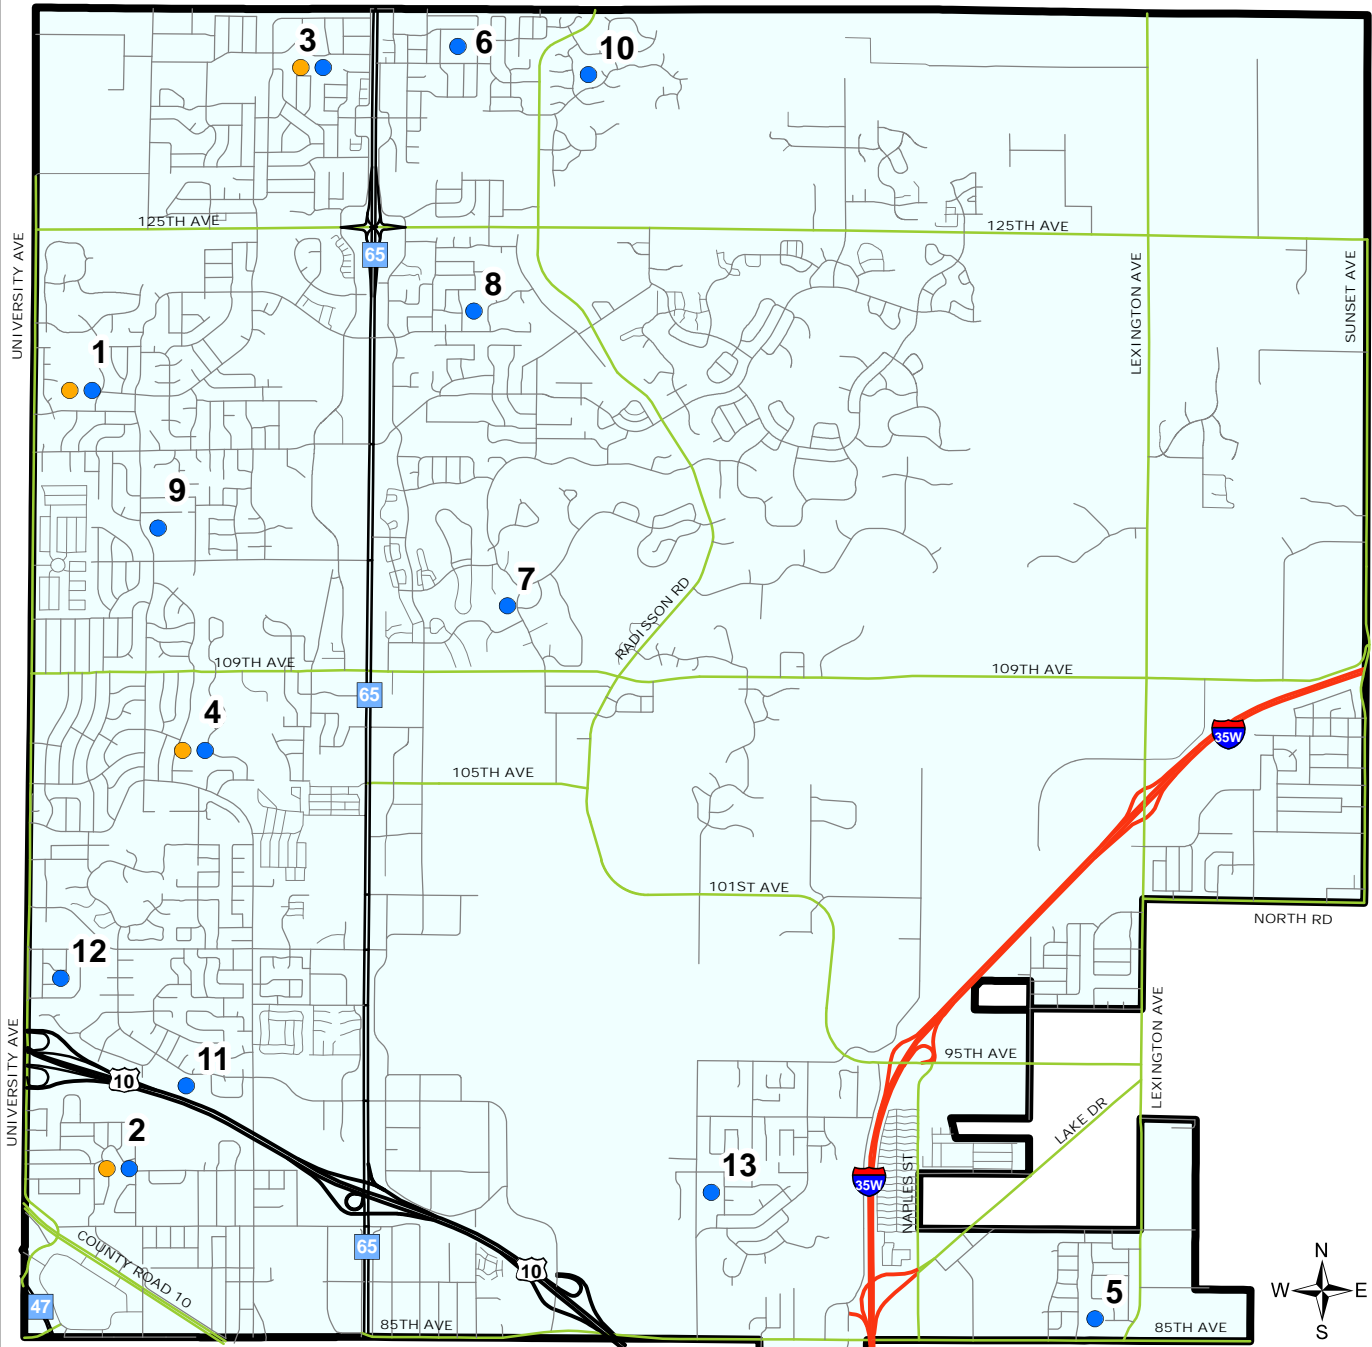 3
6
10
125TH AVE
125TH AVE
UNIVERSITY AVE
65
LEXINGTON AVE
SUNSET AVE
8
1
9
7
RADISSON RD
109TH AVE
109TH AVE
65
4
35W
105TH AVE
101ST AVE
NORTH RD
12
UNIVERSITY AVE
LEXINGTON AVE
95TH AVE
10
11
LAKE DR
2
13
35W
NAPLES ST
COUNTY ROAD 10
65
10
N
W
E
S
47
5
85TH AVE
85TH AVE